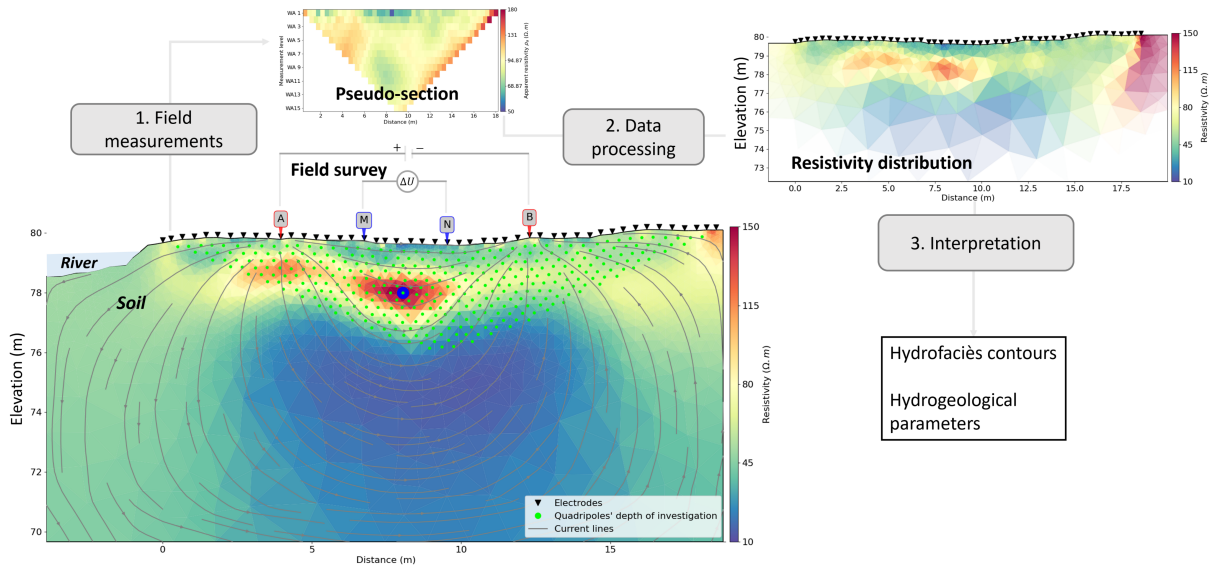 WA 1
WA 3
WA 5
WA 7
WA 9
WA11
WA13
WA15
Measurement level
2 4 6 8 10 12 14 16 18
Distance (m)
Pseudo-section
180
131.34
94.87
68.87
50
Apparent resistivity ρa (Ω.m)
1. Field
measurements
2. Data
processing
80
79
78
77
76
75
74
73
Elevation (m)
Resistivity distribution
0.0 2.5 5.0 7.5 10.0 12.5 15.0 17.5
Distance (m)
150
115
80
45
10
Resistivity (Ω.m)
Field survey
+ −
ΔU
A
M
N
B
River
Soil
80
78
76
74
72
70
Elevation (m)
0 5 10 15
Distance (m)
Electrodes
Quadripoles' depth of investigation
Current lines
150
115
80
45
10
Resistivity (Ω.m)
3. Interpretation
Hydrofaciès contours
Hydrogeological
parameters